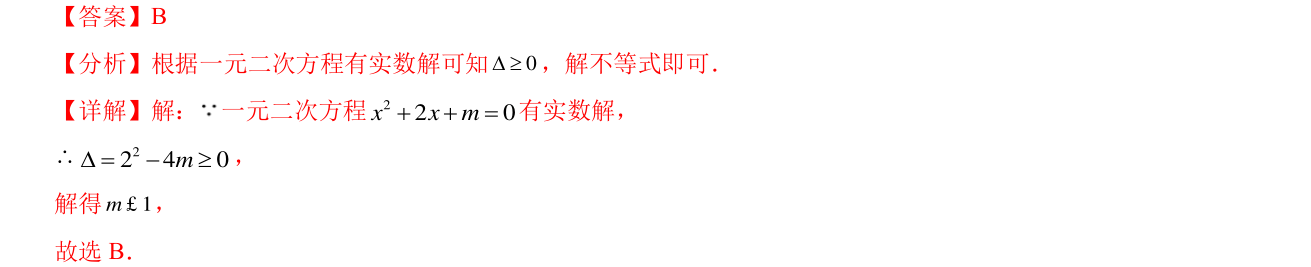 【答案】B
【分析】根据一元二次方程有实数解可知Δ≥0，解不等式即可．
【详解】解：∵一元二次方程x²+2x+m=0有实数解，
∴Δ=2²−4m≥0，
解得m£1，
故选 B．